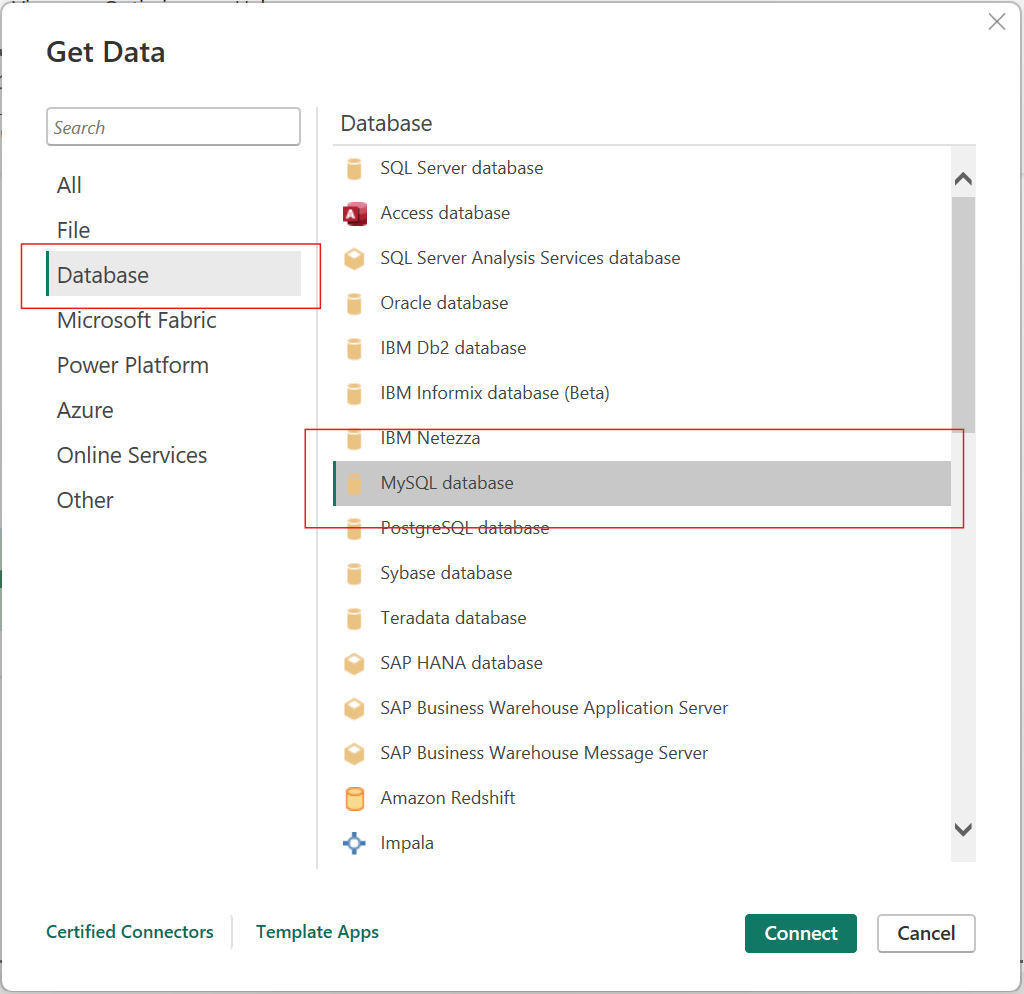 Get Data
Search
All
File
Database
Microsoft Fabric
Power Platform
Azure
Online Services
Other
Database
SQL Server database
Access database
SQL Server Analysis Services database
Oracle database
IBM Db2 database
IBM Informix database (Beta)
IBM Netezza
MySQL database
PostgreSQL database
Sybase database
Teradata database
SAP HANA database
SAP Business Warehouse Application Server
SAP Business Warehouse Message Server
Amazon Redshift
Impala
Certified Connectors
Template Apps
Connect
Cancel